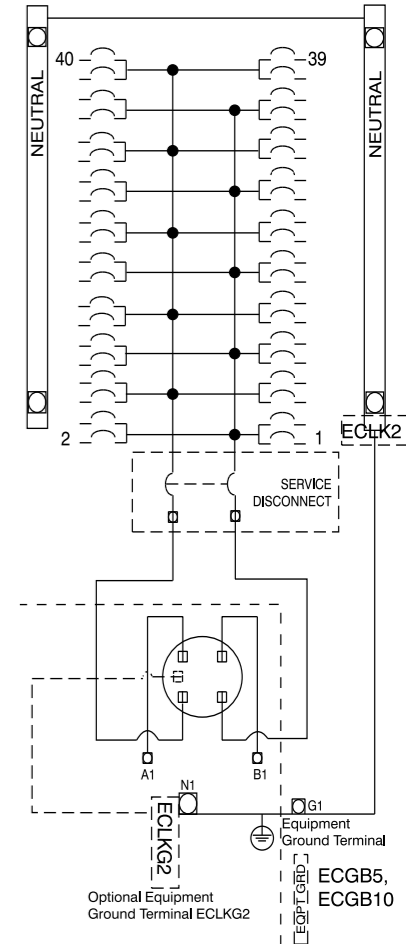 40
39
NEUTRAL
NEUTRAL
2
1
ECLK2
SERVICE
DISCONNECT
A1
B1
N1
G1
ECLKG2
Equipment
Ground Terminal
Optional Equipment
Ground Terminal ECLKG2
EQPT GRD
ECGB5,
ECGB10